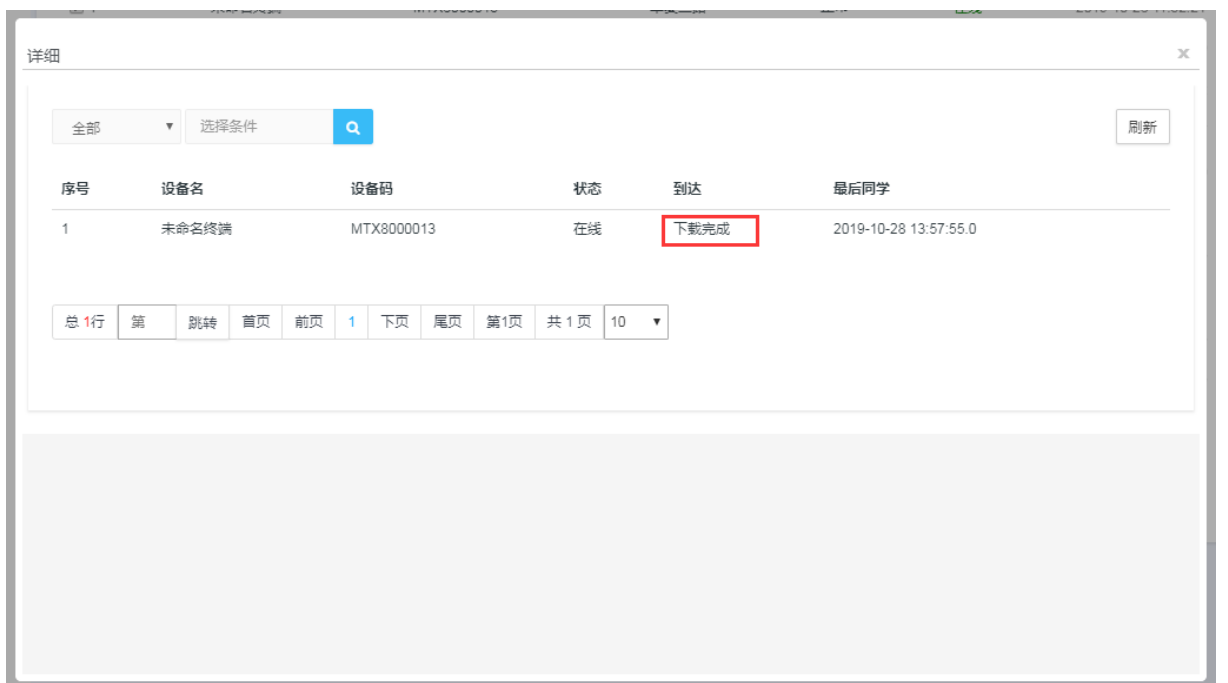 详细 x
全部 选择条件 刷新
序号 设备名 设备码 状态 到达 最后同学
1 未命名终端 MTX8000013 在线 下载完成 2019-10-28 13:57:55.0
总 1行 第 跳转 首页 前页 1 下页 尾页 第1页 共 1 页 10